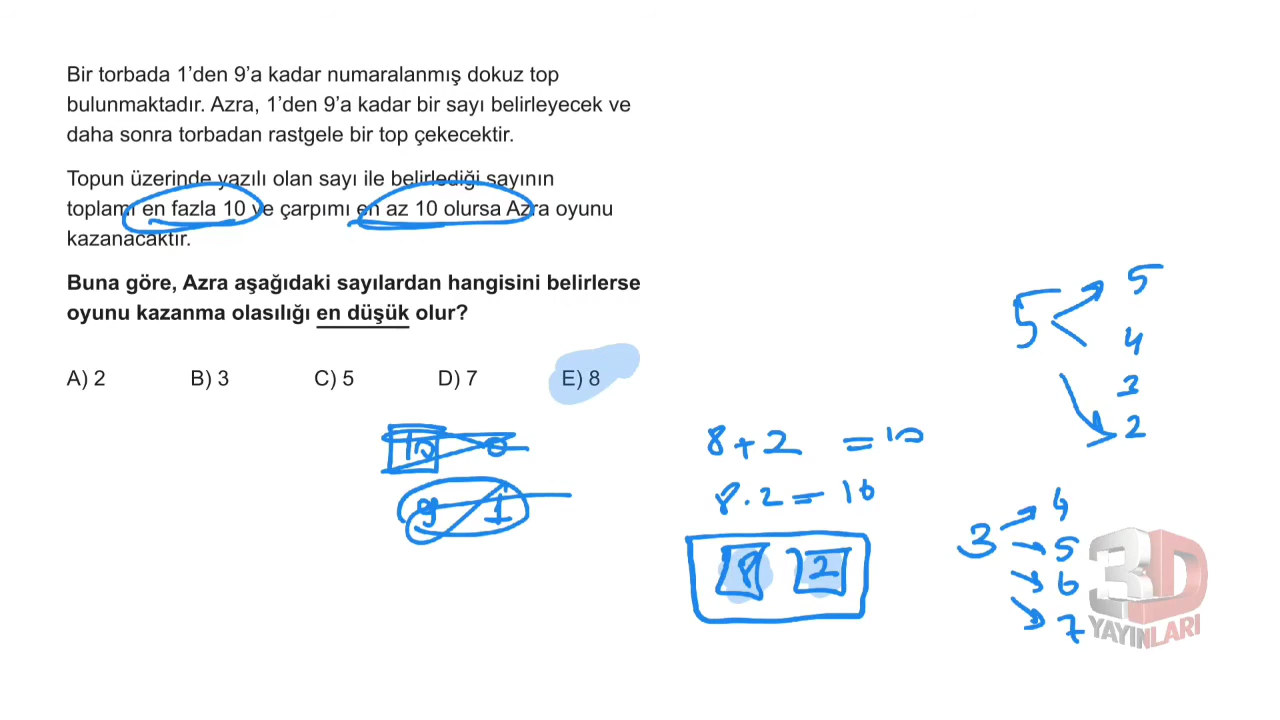 Bir torbada 1’den 9’a kadar numaralanmış dokuz top
bulunmaktadır. Azra, 1’den 9’a kadar bir sayı belirleyecek ve
daha sonra torbadan rastgele bir top çekecektir.
Topun üzerinde yazılı olan sayı ile belirlediği sayının
toplamı en fazla 10 ve çarpımı en az 10 olursa Azra oyunu
kazanacaktır.
Buna göre, Azra aşağıdaki sayılardan hangisini belirlerse
oyunu kazanma olasılığı en düşük olur?
A) 2 B) 3 C) 5 D) 7 E) 8
10 0
9 1
8+2 =10
8.2=16
8 2
5 5
4
3
2
3 4
5
6
7
3D
YAYINLARI